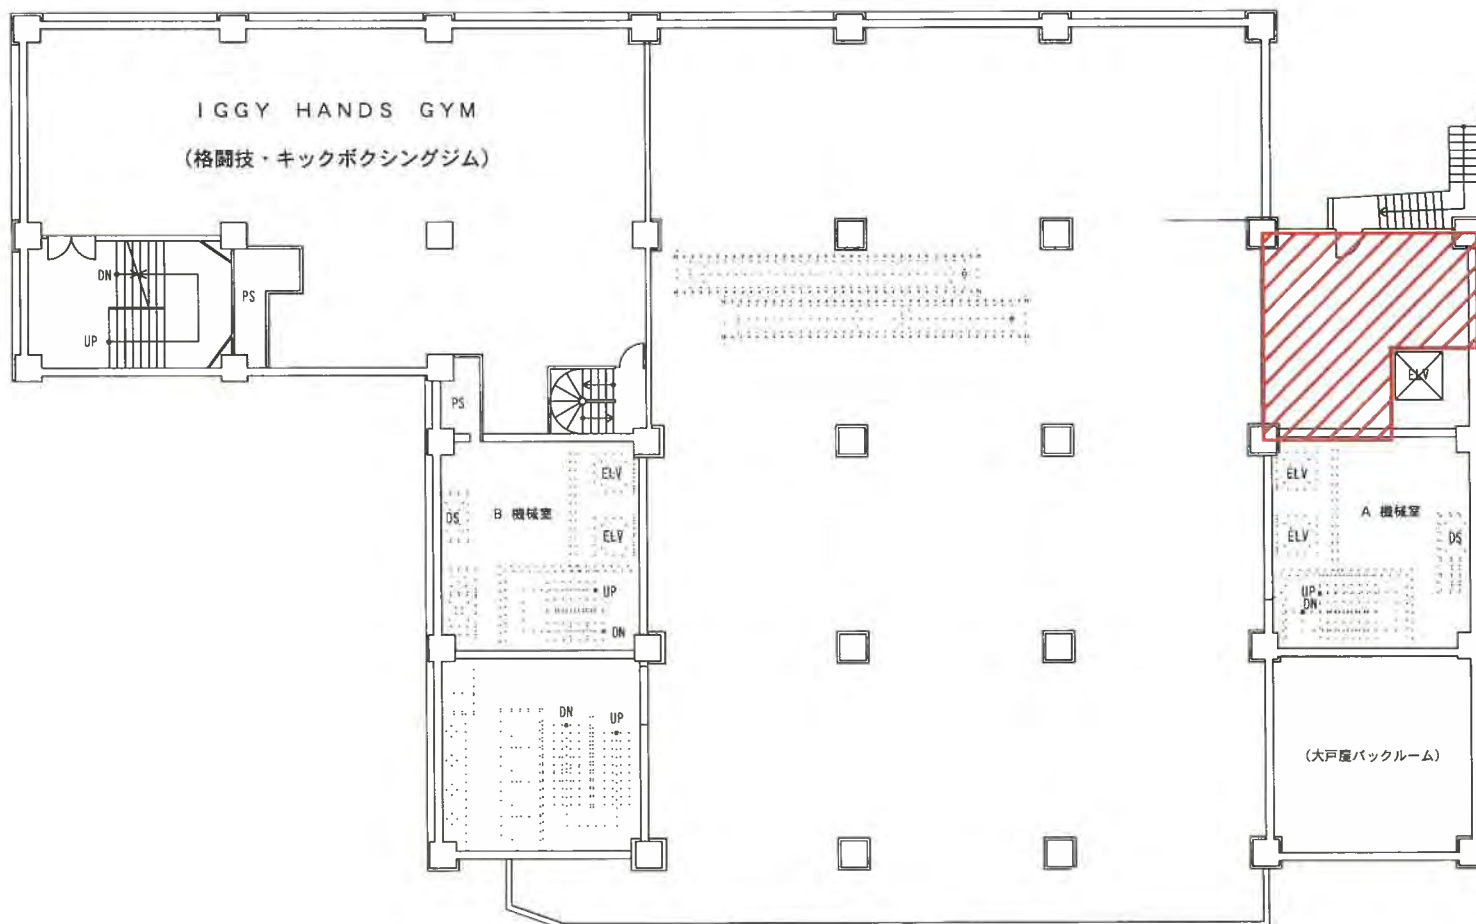 IGGY HANDS GYM
(格闘技・キックボクシングジム)
DN
UP
PS
PS
ELV
ELV
B 機械室
DS
ELV
UP
DN
ELV
A 機械室
ELV
DS
UP
DN
DN
UP
(大戸屋バックルーム)